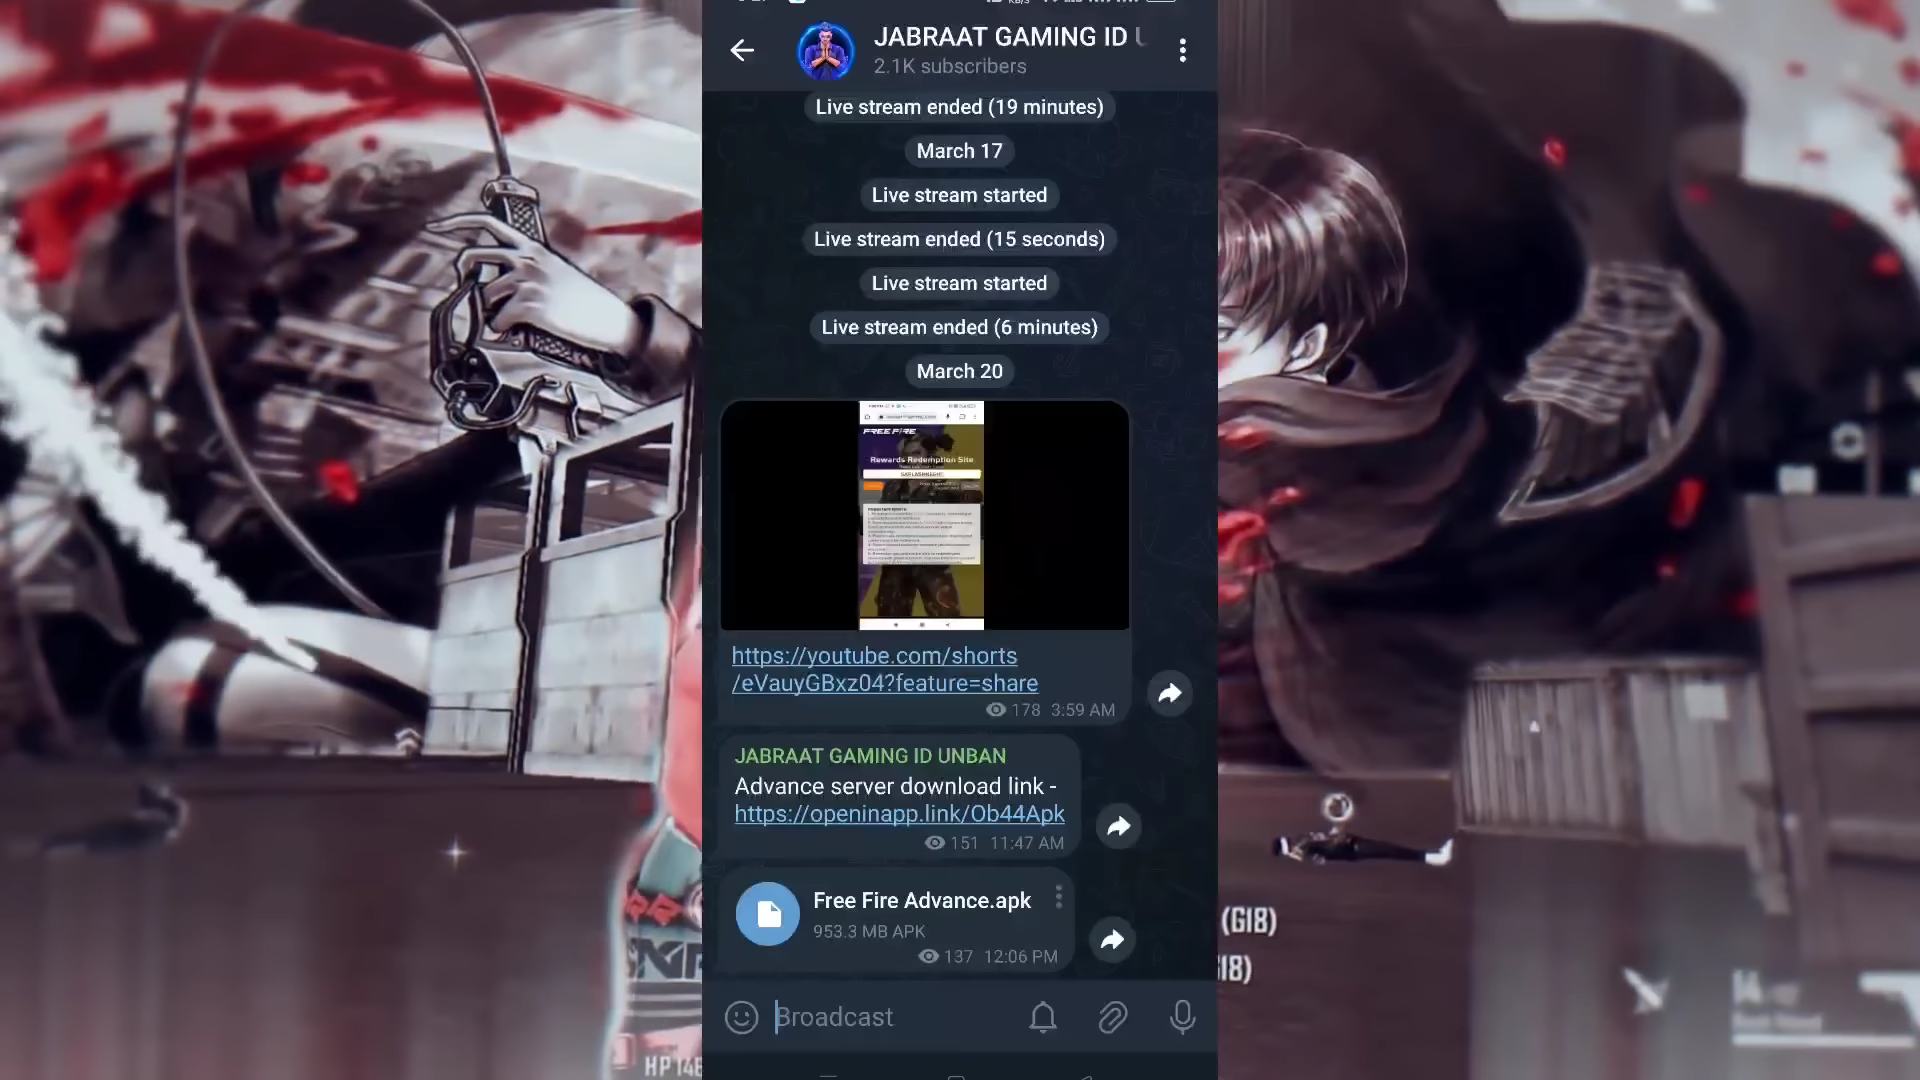 JABRAAT GAMING ID U
2.1K subscribers
Live stream ended (19 minutes)
March 17
Live stream started
Live stream ended (15 seconds)
Live stream started
Live stream ended (6 minutes)
March 20
FREE FIRE
Rewards Redemption Site
https://youtube.com/shorts
/eVauyGBxz04?feature=share
178 3:59 AM
JABRAAT GAMING ID UNBAN
Advance server download link -
https://openinapp.link/Ob44Apk
151 11:47 AM
Free Fire Advance.apk
953.3 MB APK
137 12:06 PM
Broadcast
(G18)
18)
HP 148